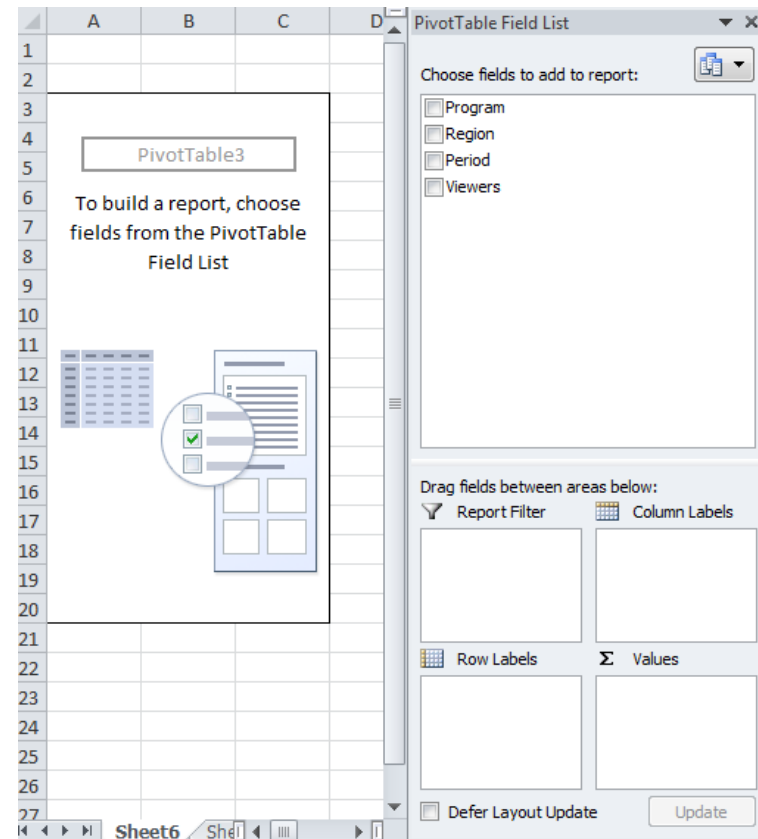 A B C D
1
2
3
4
5
6
7
8
9
10
11
12
13
14
15
16
17
18
19
20
21
22
23
24
25
26
27
PivotTable3
To build a report, choose
fields from the PivotTable
Field List
Sheet6
PivotTable Field List
Choose fields to add to report:
Program
Region
Period
Viewers
Drag fields between areas below:
Report Filter
Column Labels
Row Labels
Σ Values
Defer Layout Update
Update